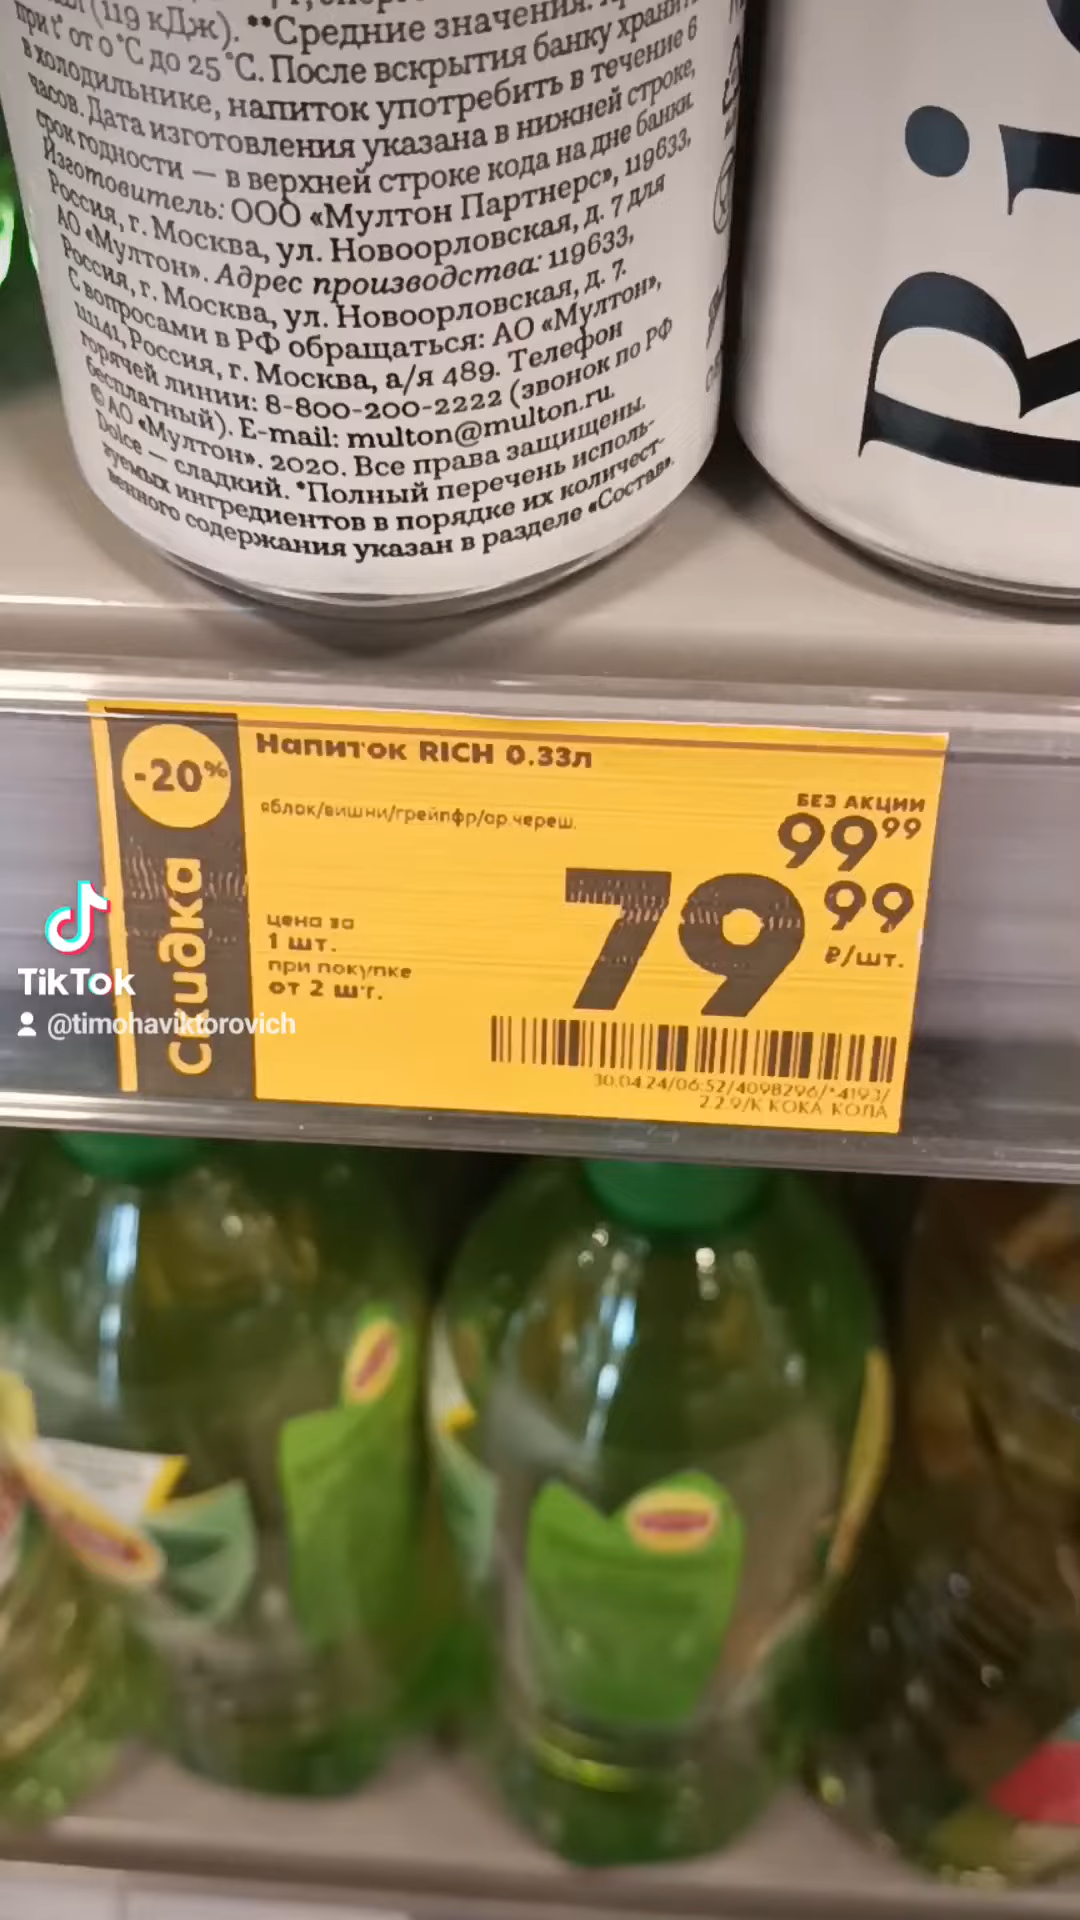 (119 кДж). **Средние значения.
при t° от 0°С до 25°С. После вскрытия банку хранить
в холодильнике, напиток употребить в течение 6
часов. Дата изготовления указана в нижней строке,
срок годности — в верхней строке кода на дне банки.
Изготовитель: ООО «Мултон Партнерс», 119633,
Россия, г. Москва, ул. Новоорловская, д. 7 для
АО «Мултон». Адрес производства: 119633,
Россия, г. Москва, ул. Новоорловская, д. 7.
С вопросами в РФ обращаться: АО «Мултон»,
111141, Россия, г. Москва, а/я 489. Телефон
горячей линии: 8-800-200-2222 (звонок по РФ
бесплатный). E-mail: multon@multon.ru.
© АО «Мултон». 2020. Все права защищены.
Dolce — сладкий. *Полный перечень исполь-
зуемых ингредиентов в порядке их количест-
венного содержания указан в разделе «Состав».
Ri
-20%
скидка
Напиток RICH 0.33л
яблок/вишни/грейпфр/ар.череш.
БЕЗ АКЦИИ
99 99
79 99
₽/шт.
цена за
1 шт.
при покупке
от 2 шт.
30.04.24/06:52/4098296/*4193/
2.2.9/К КОКА КОЛА
TikTok
@timohaviktorovich